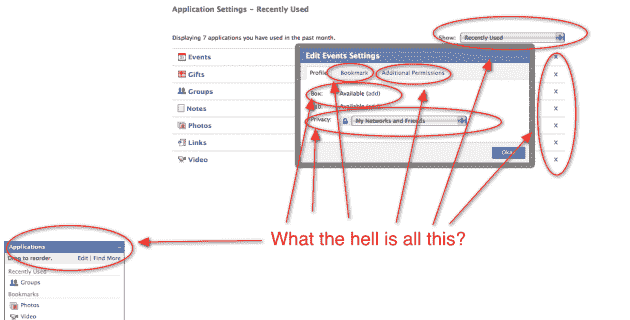 Application Settings – Recently Used
Displaying 7 applications you have used in the past month.
Show: Recently Used
Events
x
Gifts
Groups
Notes
Photos
Links
Video
x
x
x
Edit Events Settings
Profile Bookmark Additional Permissions
Box: Available (add)
Available (add)
Privacy: My Networks and Friends
Okay
What the hell is all this?
Applications
Drag to reorder. Edit | Find More
Recently Used
Groups
Bookmarks
Photos
Video